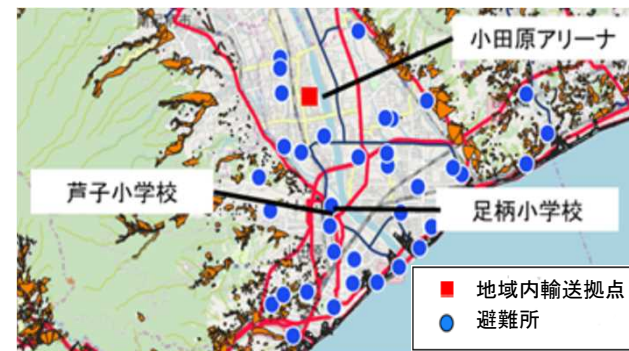 小田原アリーナ
芦子小学校
足柄小学校
地域内輸送拠点
避難所